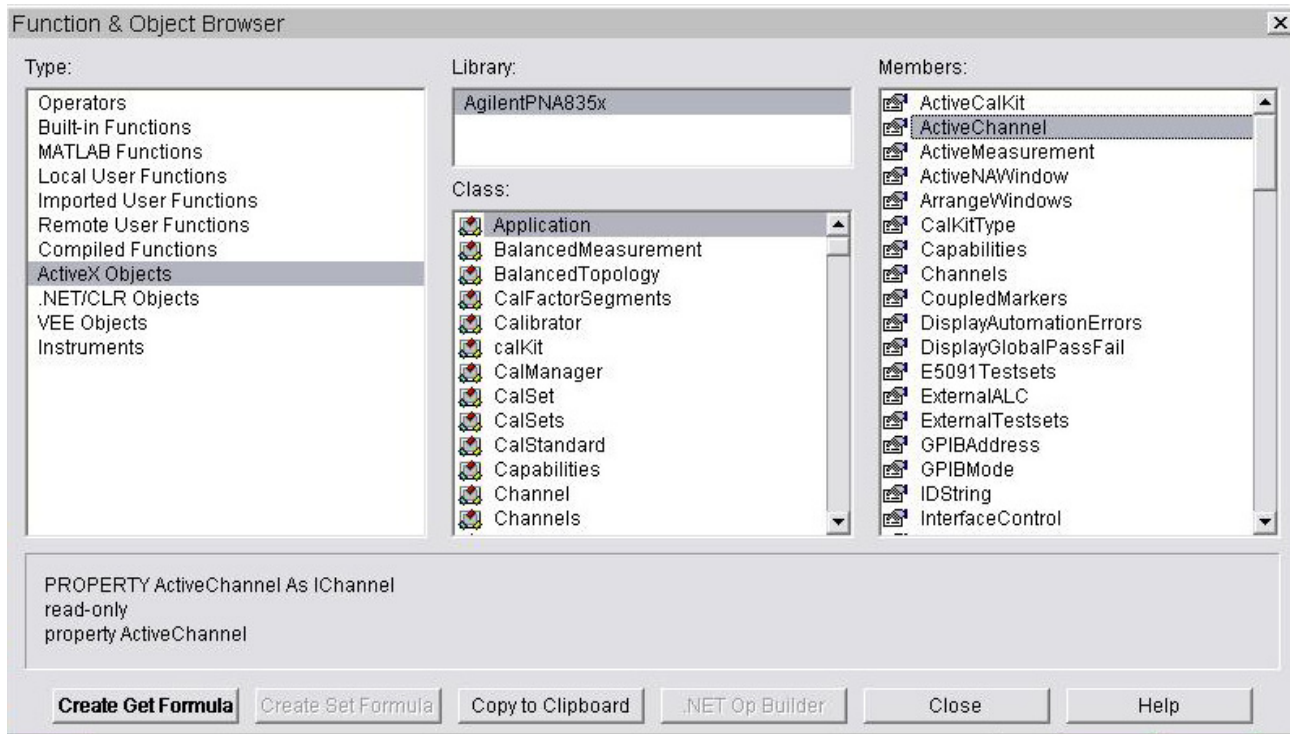 Function & Object Browser
Type:
Operators
Built-in Functions
MATLAB Functions
Local User Functions
Imported User Functions
Remote User Functions
Compiled Functions
ActiveX Objects
.NET/CLR Objects
VEE Objects
Instruments
Library:
AgilentPNA835x
Class:
Application
BalancedMeasurement
BalancedTopology
CalFactorSegments
Calibrator
calKit
CalManager
CalSet
CalSets
CalStandard
Capabilities
Channel
Channels
Members:
ActiveCalKit
ActiveChannel
ActiveMeasurement
ActiveNAWindow
ArrangeWindows
CalKitType
Capabilities
Channels
CoupledMarkers
DisplayAutomationErrors
DisplayGlobalPassFail
E5091Testsets
ExternalALC
ExternalTestsets
GPIBAddress
GPIBMode
IDString
InterfaceControl
PROPERTY ActiveChannel As IChannel
read-only
property ActiveChannel
Create Get Formula
Create Set Formula
Copy to Clipboard
.NET Op Builder
Close
Help